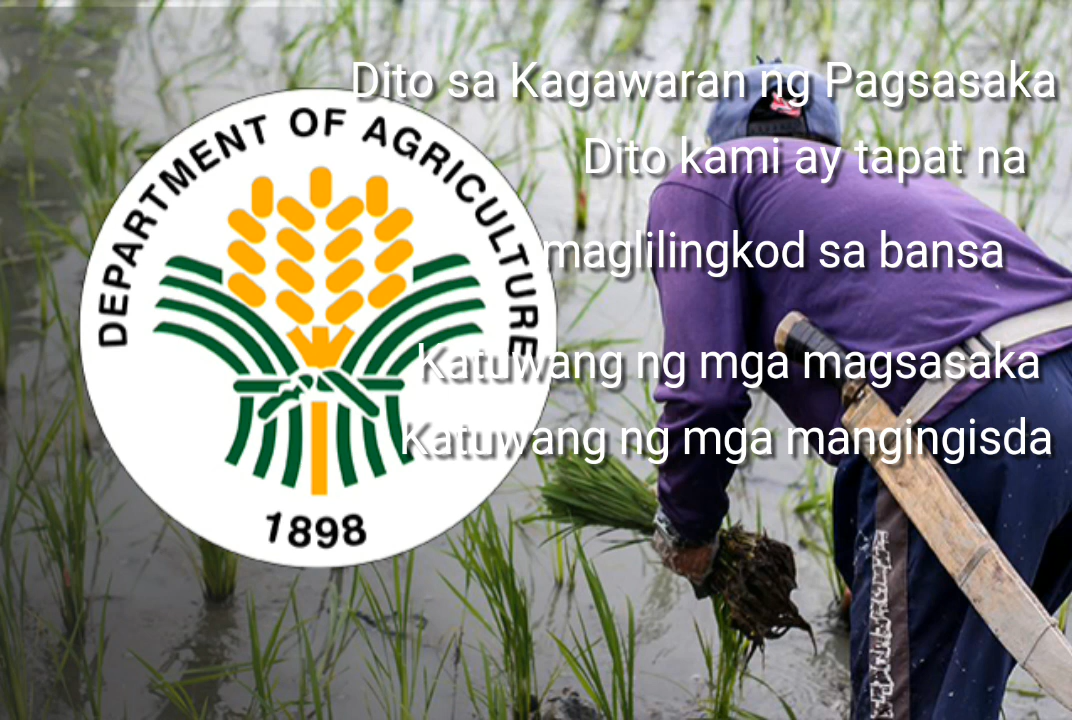 Dito sa Kagawaran ng Pagsasaka
Dito kami ay tapat na
maglilingkod sa bansa
Katuwang ng mga magsasaka
Katuwang ng mga mangingisda
DEPARTMENT OF AGRICULTURE
1898